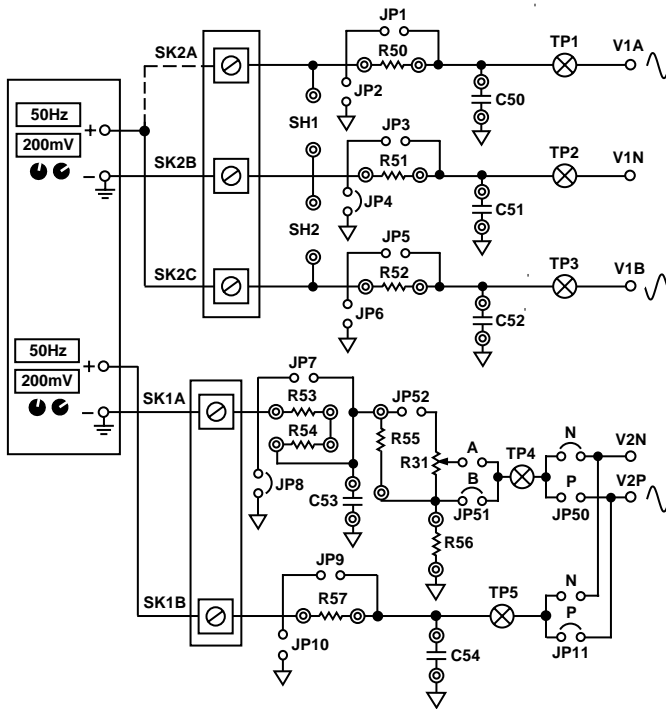 JP1
SK2A
R50
TP1
V1A
50Hz
200mV
+
−
JP2
C50
SH1
JP3
SK2B
R51
TP2
V1N
JP4
C51
SH2
JP5
SK2C
R52
TP3
V1B
JP6
C52
50Hz
200mV
+
−
JP7
SK1A
R53
R54
JP52
R55
R31
A
B
TP4
N
P
V2N
V2P
JP8
C53
JP51
JP50
R56
JP9
SK1B
R57
TP5
N
P
JP10
C54
JP11